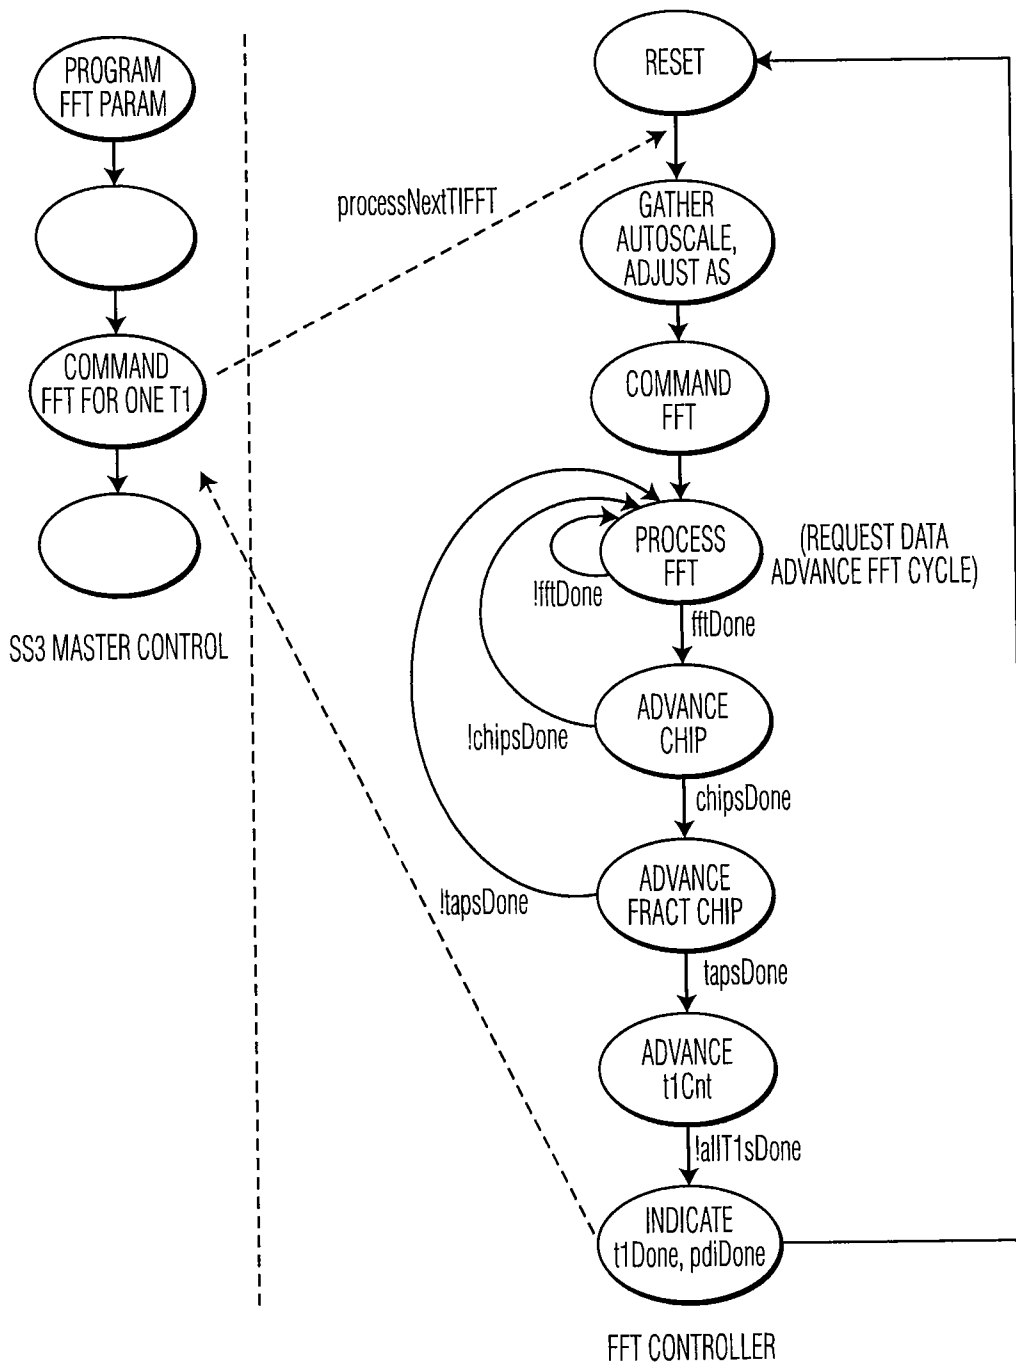 PROGRAM
FFT PARAM
COMMAND
FFT FOR ONE T1
SS3 MASTER CONTROL
processNextTIFFT
RESET
GATHER
AUTOSCALE,
ADJUST AS
COMMAND
FFT
PROCESS
FFT
(REQUEST DATA
ADVANCE FFT CYCLE)
!fftDone
fftDone
ADVANCE
CHIP
!chipsDone
chipsDone
ADVANCE
FRACT CHIP
!tapsDone
tapsDone
ADVANCE
t1Cnt
!allT1sDone
INDICATE
t1Done, pdiDone
FFT CONTROLLER